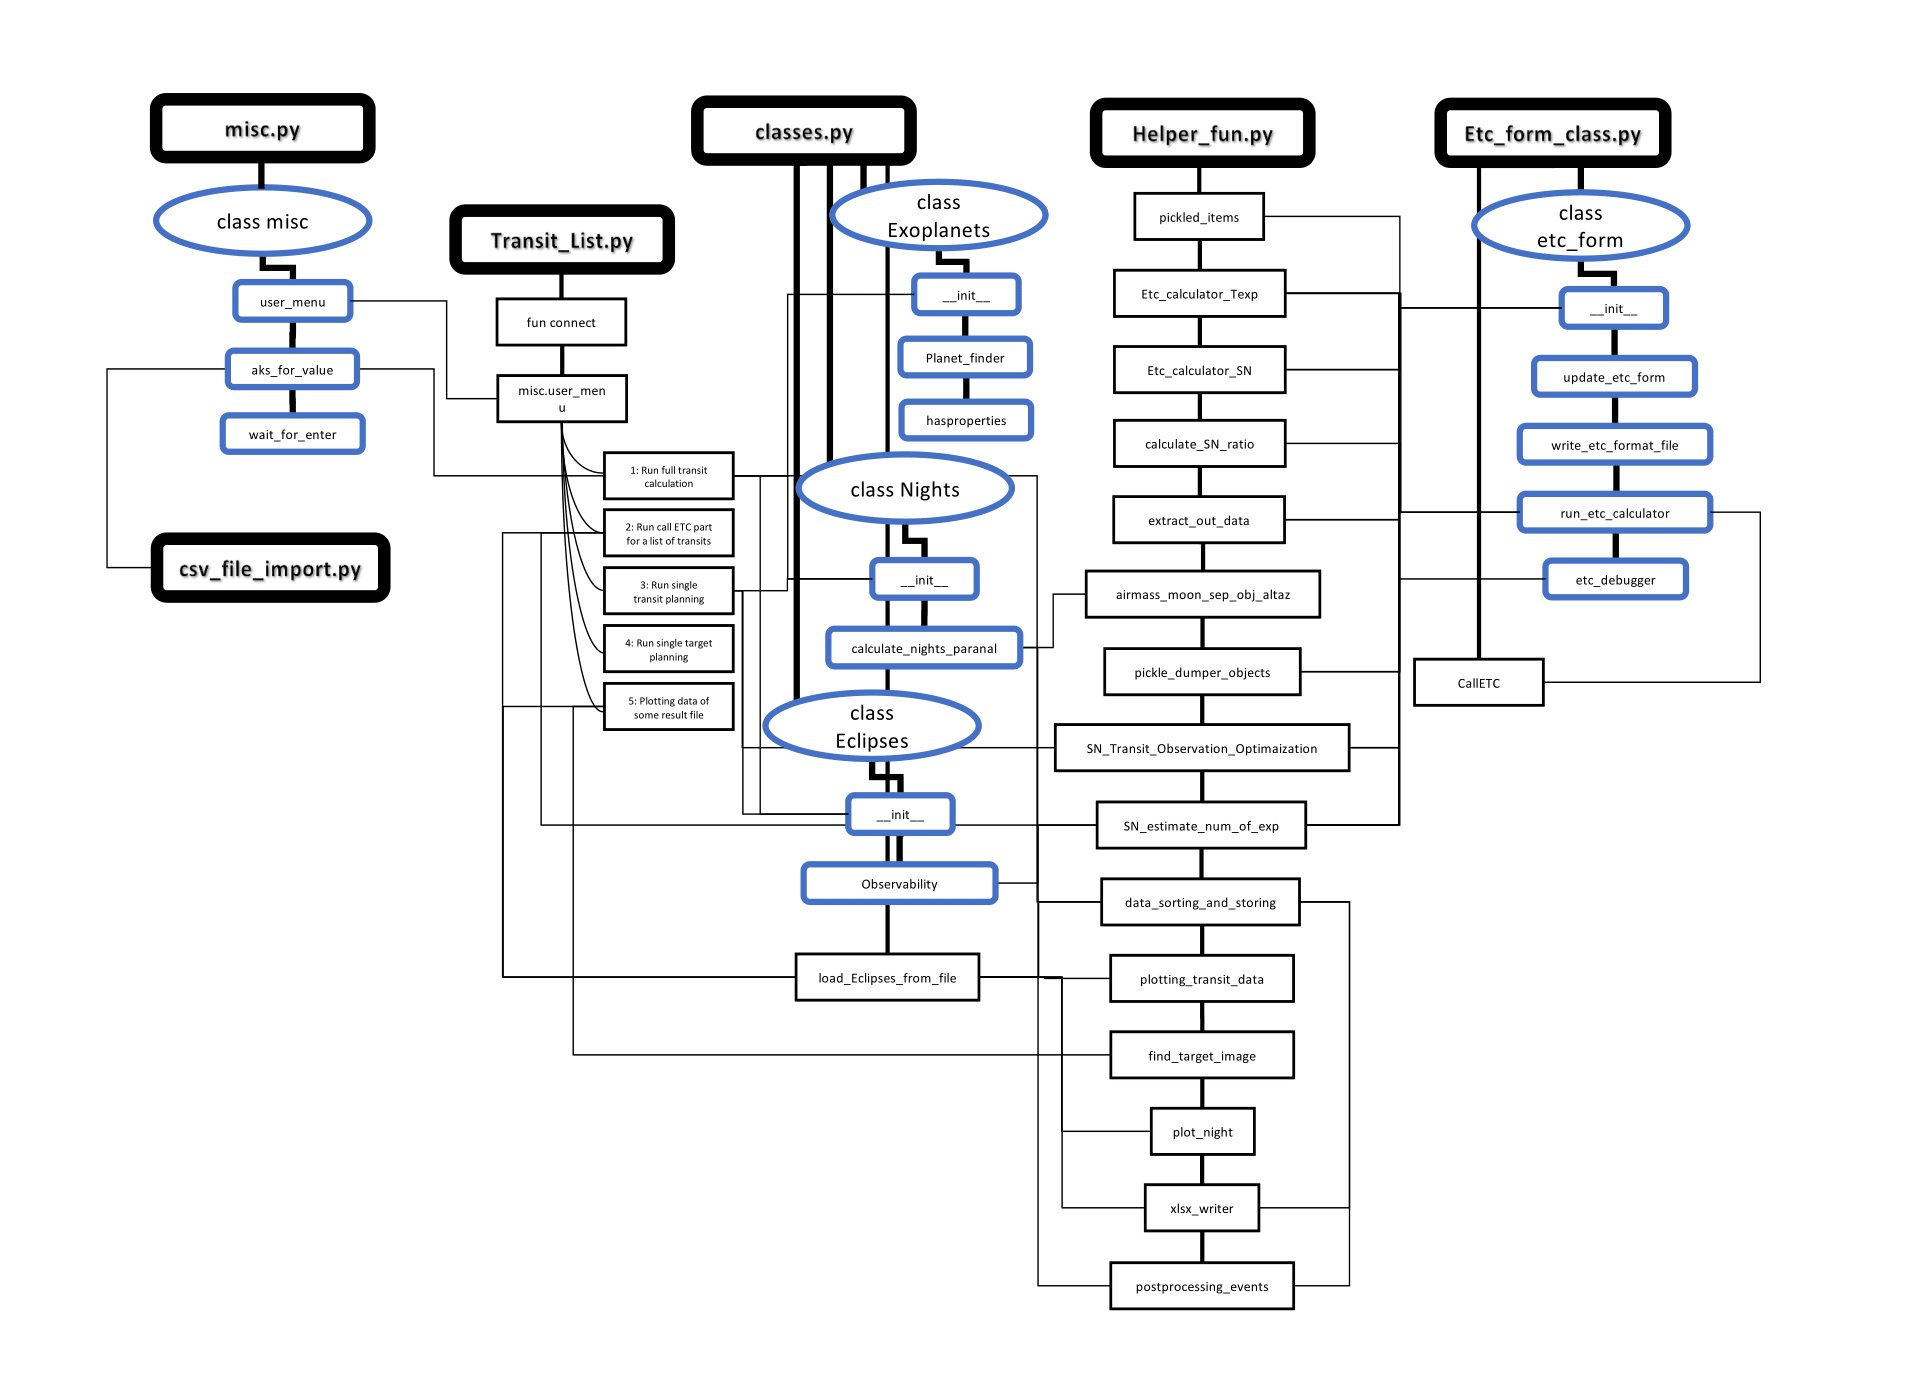 misc.py
class misc
user_menu
aks_for_value
wait_for_enter
csv_file_import.py
Transit_List.py
fun connect
misc.user_men
u
1: Run full transit
calculation
2: Run call ETC part
for a list of transits
3: Run single
transit planning
4: Run single target
planning
5: Plotting data of
some result file
classes.py
class
Exoplanets
__init__
Planet_finder
hasproperties
class Nights
__init__
calculate_nights_paranal
class
Eclipses
__init__
Observability
load_Eclipses_from_file
Helper_fun.py
pickled_items
Etc_calculator_Texp
Etc_calculator_SN
calculate_SN_ratio
extract_out_data
airmass_moon_sep_obj_altaz
pickle_dumper_objects
SN_Transit_Observation_Optimaization
SN_estimate_num_of_exp
data_sorting_and_storing
plotting_transit_data
find_target_image
plot_night
xlsx_writer
postprocessing_events
Etc_form_class.py
class
etc_form
__init__
update_etc_form
write_etc_format_file
run_etc_calculator
etc_debugger
CallETC